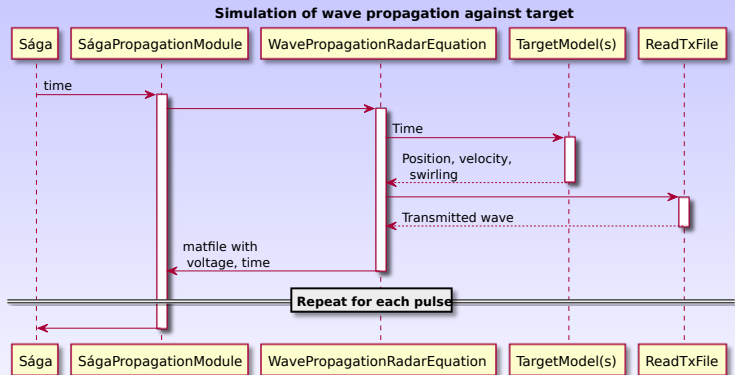 Simulation of wave propagation against target
Sága SágaPropagationModule WavePropagationRadarEquation TargetModel(s) ReadTxFile
time
Time
Position, velocity,
swirling
Transmitted wave
matfile with
voltage, time
Repeat for each pulse
Sága SágaPropagationModule WavePropagationRadarEquation TargetModel(s) ReadTxFile